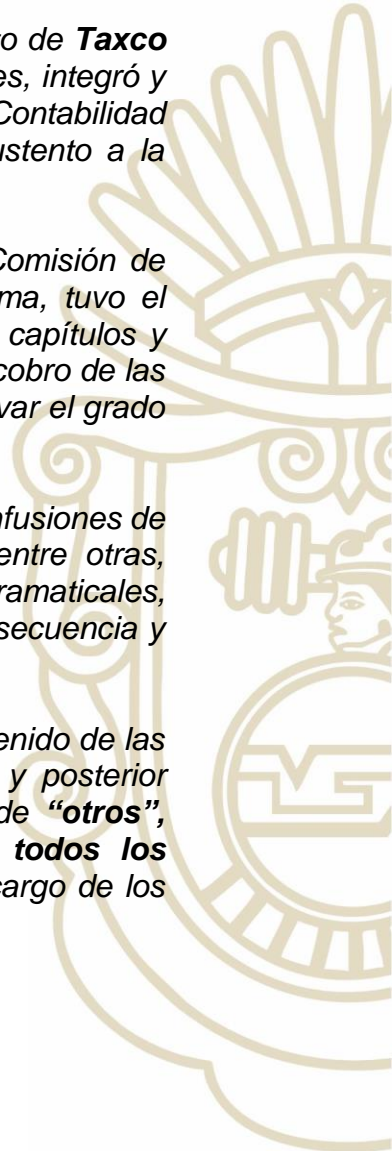 o de Taxco
es, integró y
Contabilidad
ustento a la
Comisión de
ma, tuvo el
capítulos y
cobro de las
var el grado
nfusiones de
entre otras,
ramaticales,
secuencia y
enido de las
y posterior
de “otros”,
todos los
cargo de los